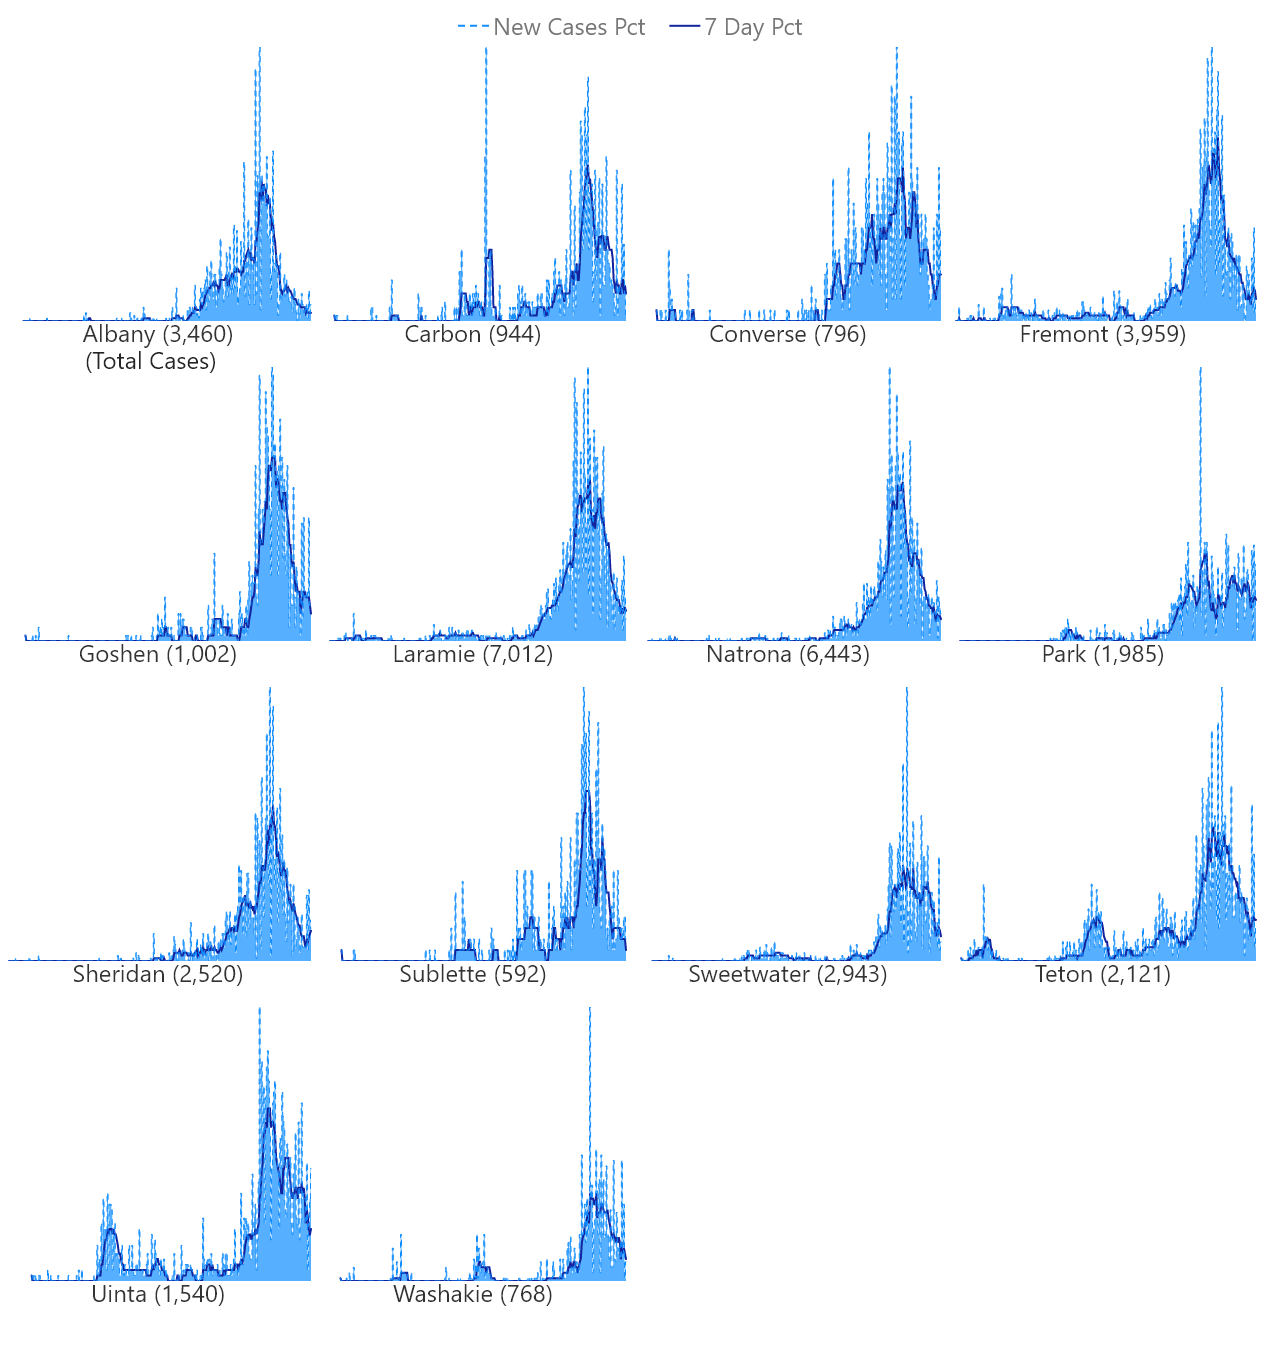 New Cases Pct 7 Day Pct
Albany (3,460) Carbon (944) Converse (796) Fremont (3,959)
(Total Cases)
Goshen (1,002) Laramie (7,012) Natrona (6,443) Park (1,985)
Sheridan (2,520) Sublette (592) Sweetwater (2,943) Teton (2,121)
Uinta (1,540) Washakie (768)